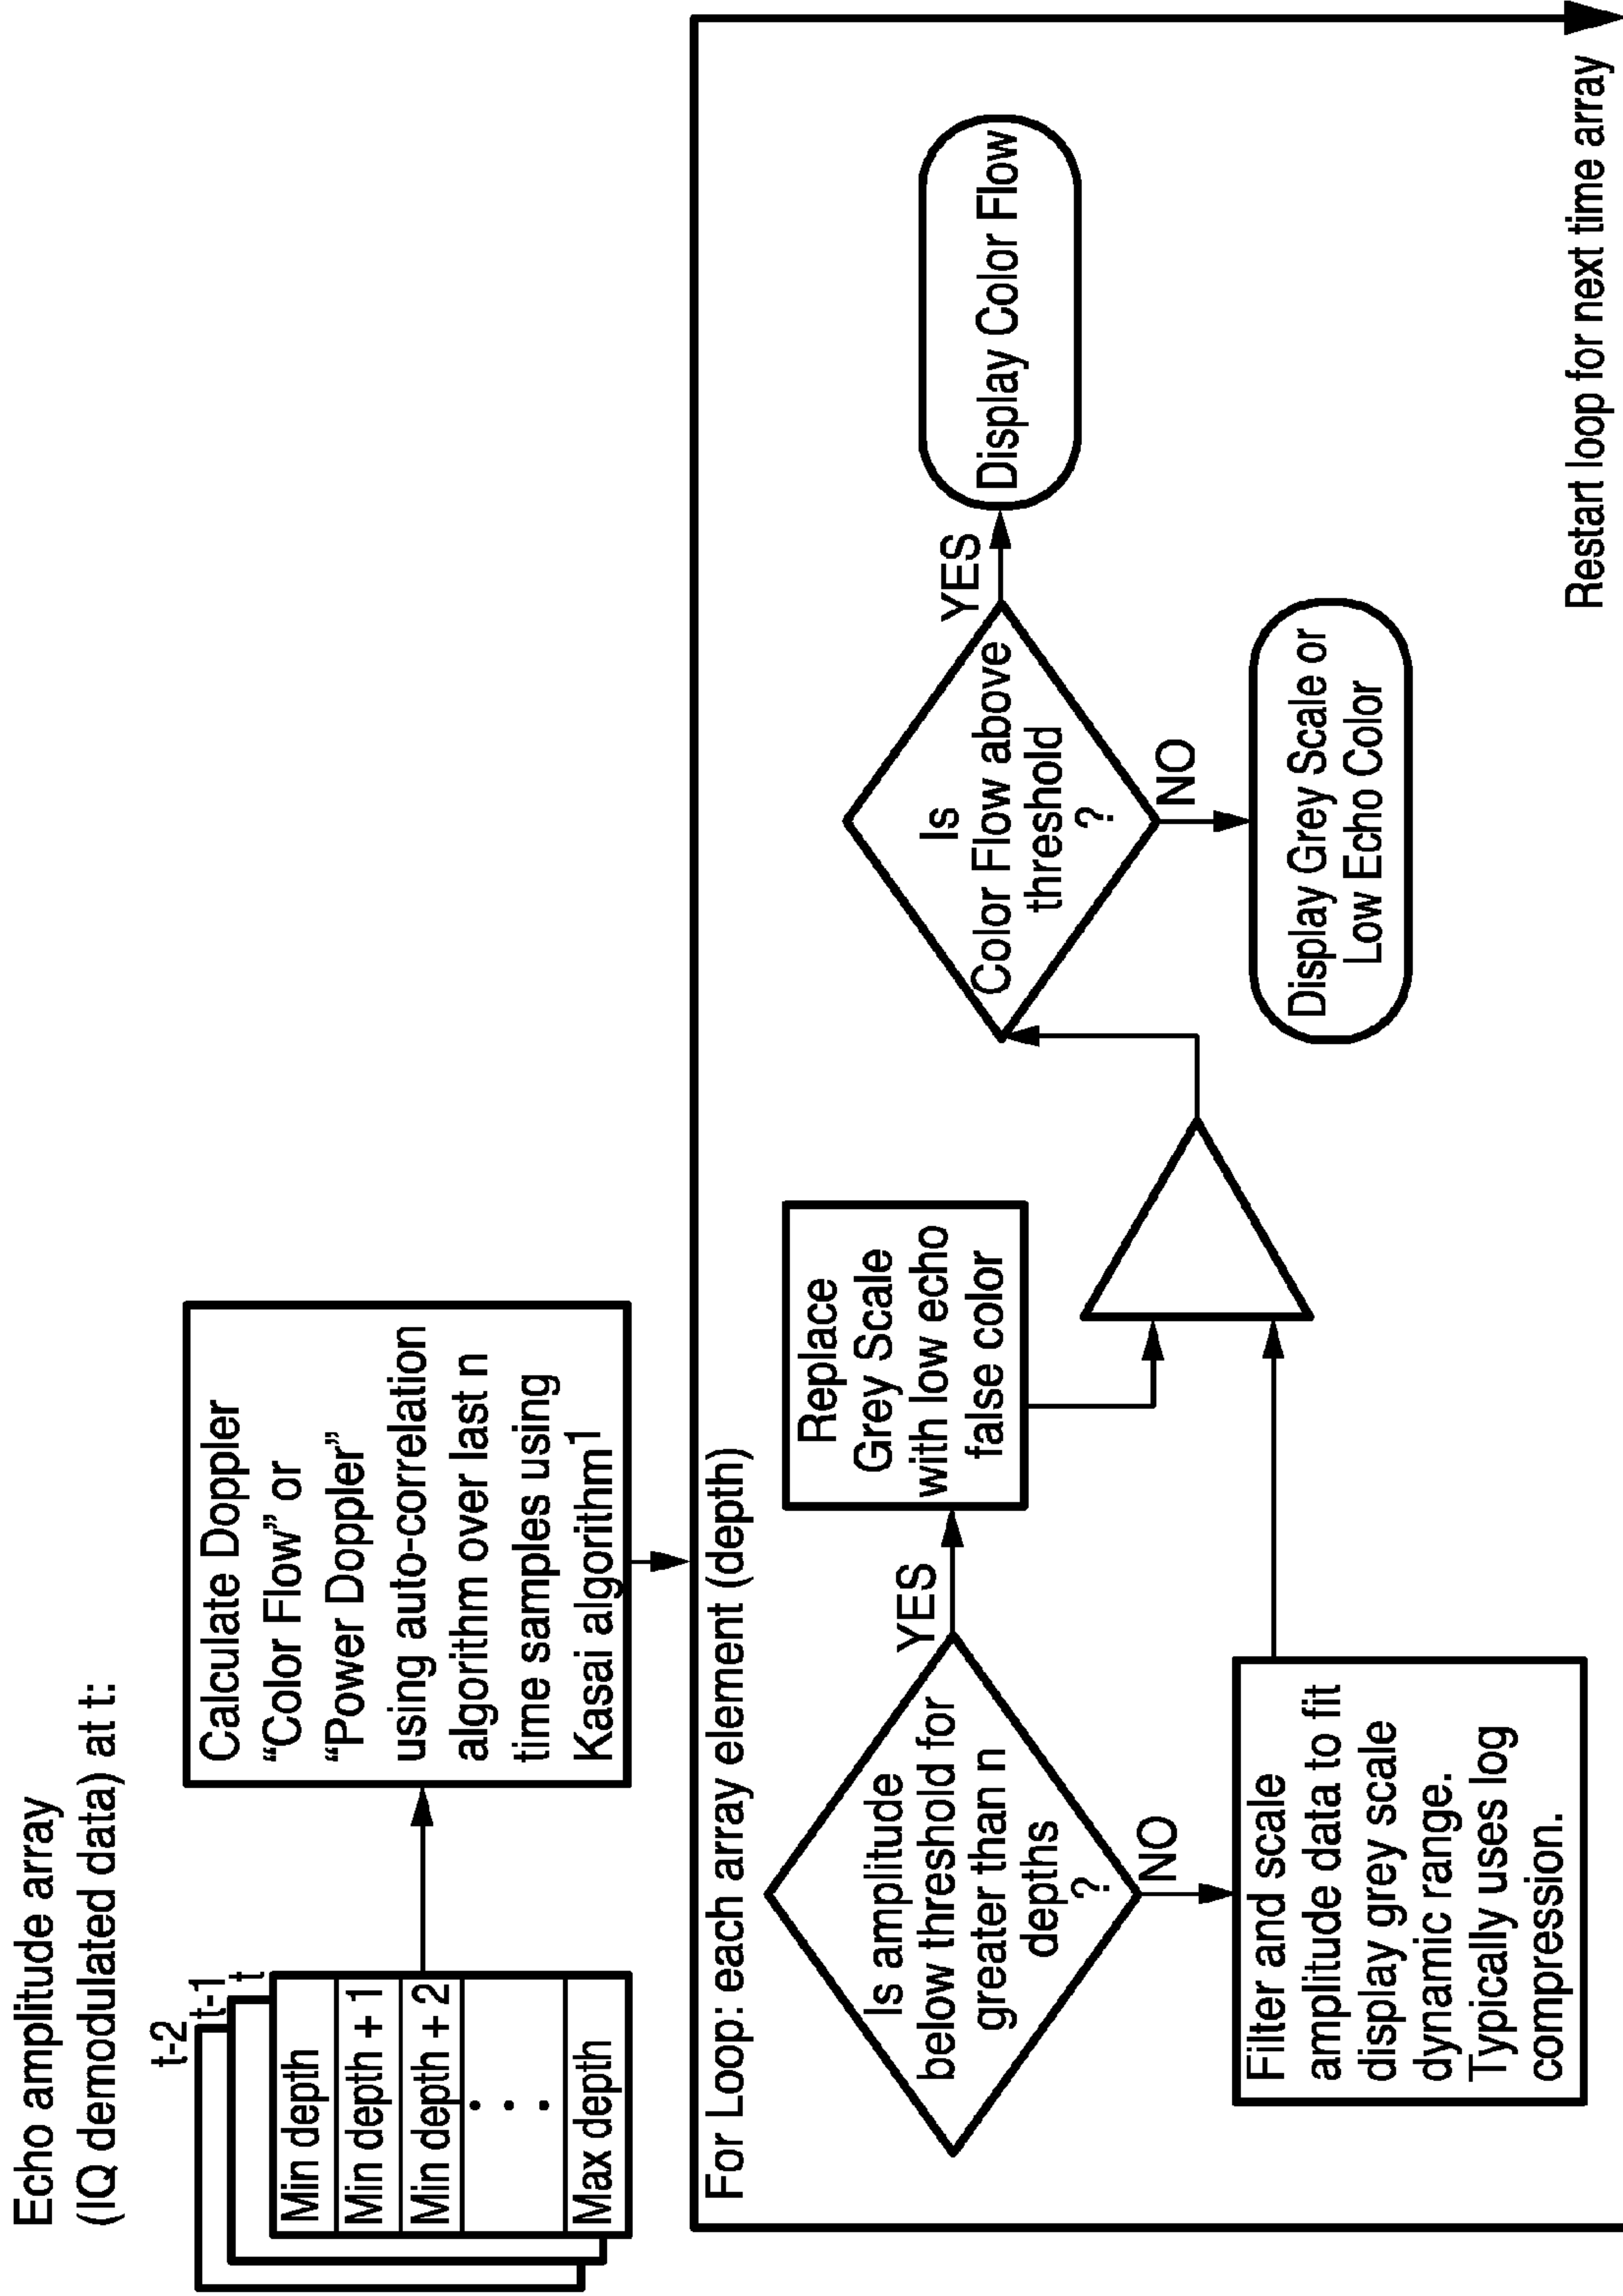 Echo amplitude array
(IQ demodulated data) at t:
t-2
t-1
t
Min depth
Min depth + 1
Min depth + 2
Max depth
Calculate Doppler
“Color Flow” or
“Power Doppler”
using auto-correlation
algorithm over last n
time samples using
Kasai algorithm1
For Loop: each array element (depth)
Is amplitude
below threshold for
greater than n
depths
?
YES
NO
Replace
Grey Scale
with low echo
false color
Filter and scale
amplitude data to fit
display grey scale
dynamic range.
Typically uses log
compression.
Is
Color Flow above
threshold
?
YES
NO
Display Color Flow
Display Grey Scale or
Low Echo Color
Restart loop for next time array